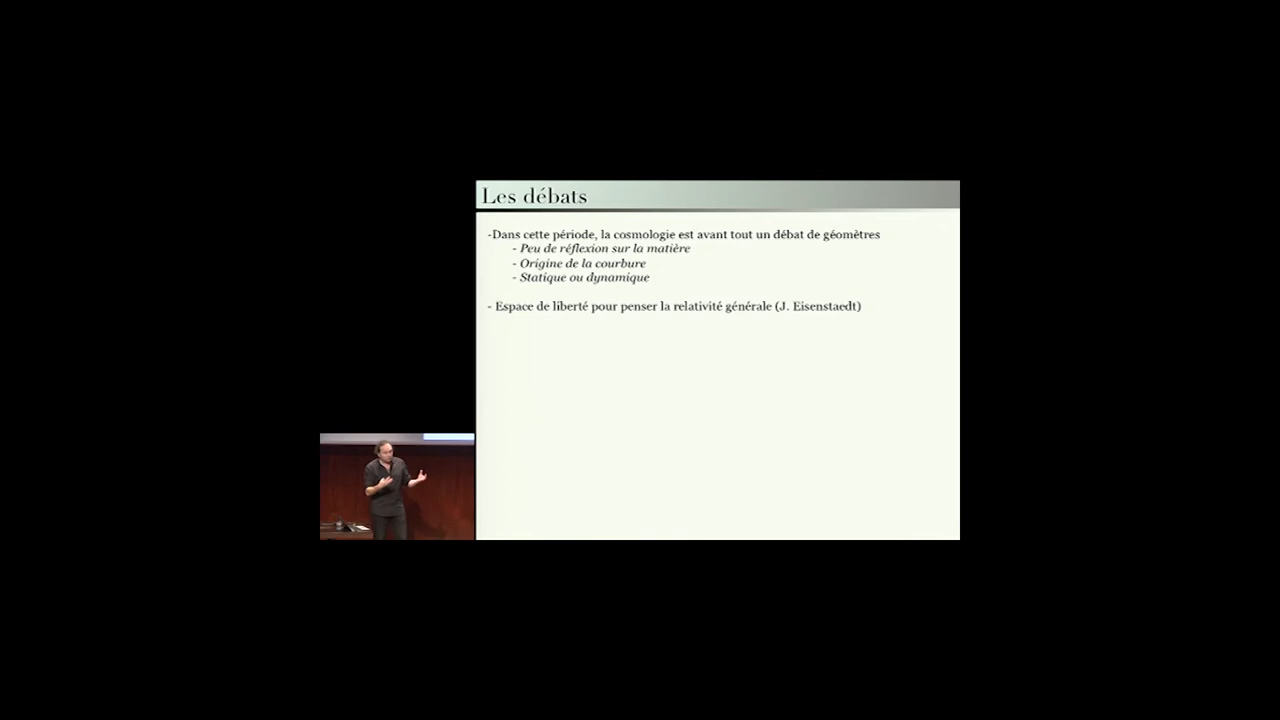 Les débats
-Dans cette période, la cosmologie est avant tout un débat de géomètres
- Peu de réflexion sur la matière
- Origine de la courbure
- Statique ou dynamique
- Espace de liberté pour penser la relativité générale (J. Eisenstaedt)